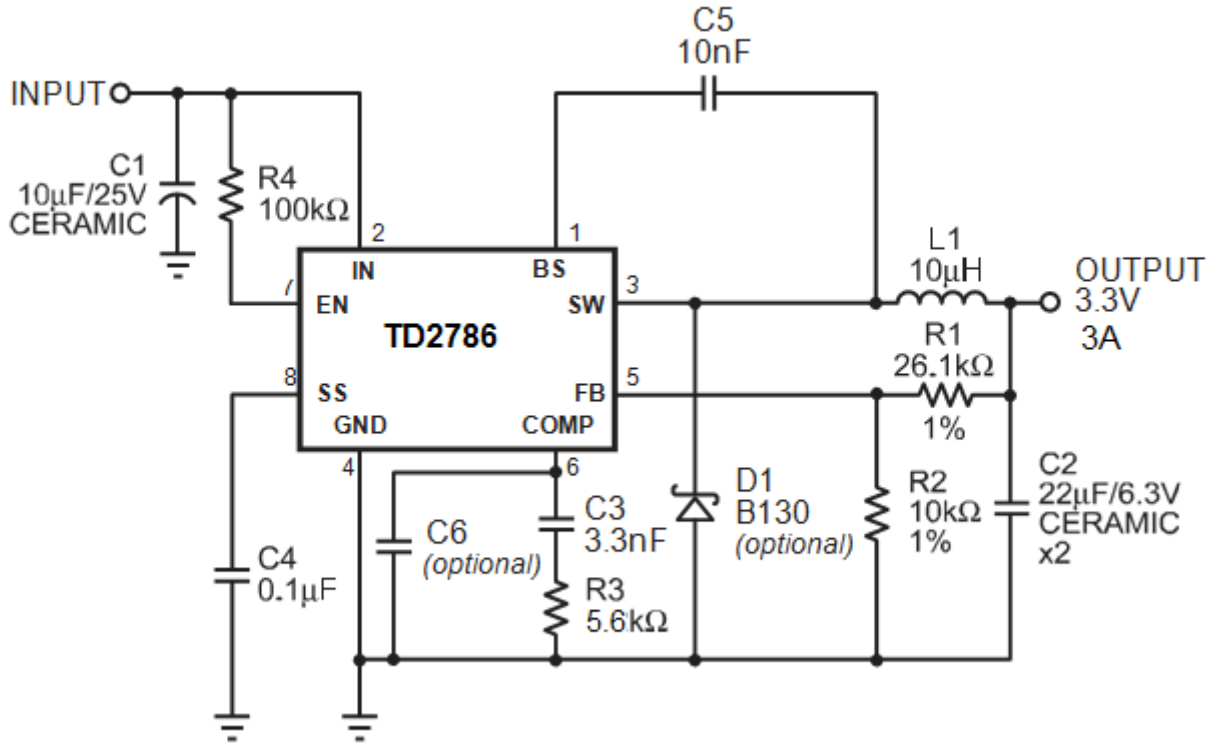 C5
10nF
INPUT
C1
10µF/25V
CERAMIC
R4
100kΩ
2
1
IN
BS
L1
10µH
OUTPUT
3.3V
3A
7
EN
3
SW
TD2786
R1
26.1kΩ
1%
8
SS
5
FB
GND
COMP
4
6
C4
0.1µF
C6
(optional)
C3
3.3nF
R3
5.6kΩ
D1
B130
(optional)
R2
10kΩ
1%
C2
22µF/6.3V
CERAMIC
x2